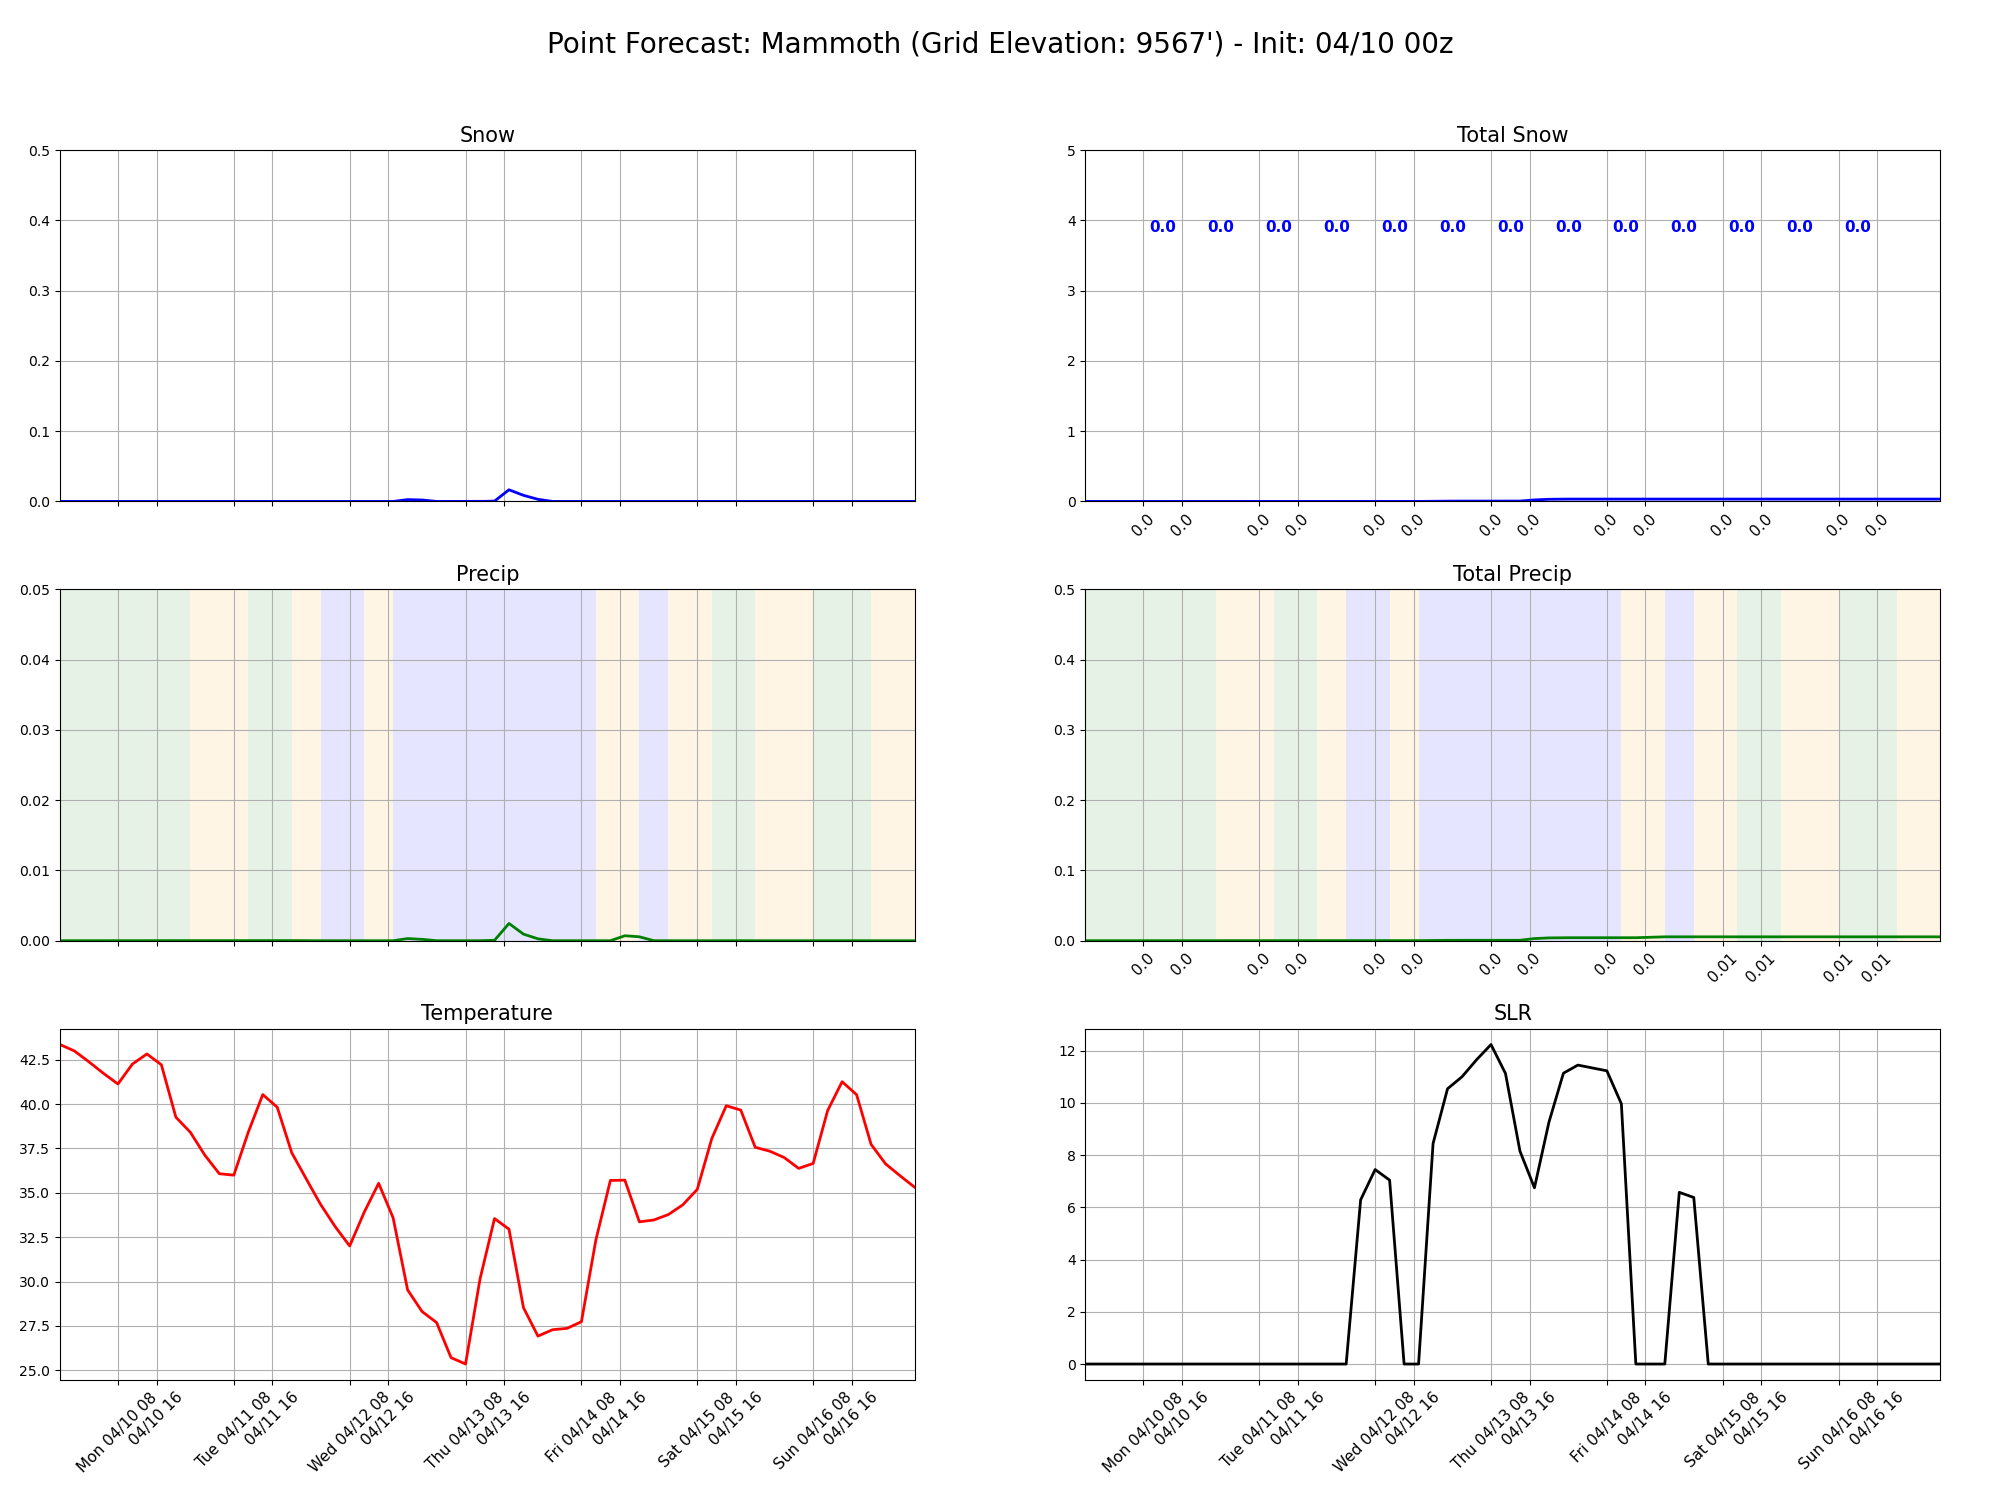 Point Forecast: Mammoth (Grid Elevation: 9567') - Init: 04/10 00z
Snow
0.5
0.4
0.3
0.2
0.1
0.0
Total Snow
5
4
3
2
1
0
0.0 0.0 0.0 0.0 0.0 0.0 0.0 0.0 0.0 0.0 0.0 0.0 0.0
0.0 0.0 0.0 0.0 0.0 0.0 0.0 0.0 0.0 0.0 0.0 0.0 0.0 0.0
Precip
0.05
0.04
0.03
0.02
0.01
0.00
Total Precip
0.5
0.4
0.3
0.2
0.1
0.0
0.0 0.0 0.0 0.0 0.0 0.0 0.0 0.0 0.0 0.0 0.01 0.01 0.01 0.01
Temperature
42.5
40.0
37.5
35.0
32.5
30.0
27.5
25.0
Mon 04/10 08
04/10 16
Tue 04/11 08
04/11 16
Wed 04/12 08
04/12 16
Thu 04/13 08
04/13 16
Fri 04/14 08
04/14 16
Sat 04/15 08
04/15 16
Sun 04/16 08
04/16 16
SLR
12
10
8
6
4
2
0
Mon 04/10 08
04/10 16
Tue 04/11 08
04/11 16
Wed 04/12 08
04/12 16
Thu 04/13 08
04/13 16
Fri 04/14 08
04/14 16
Sat 04/15 08
04/15 16
Sun 04/16 08
04/16 16